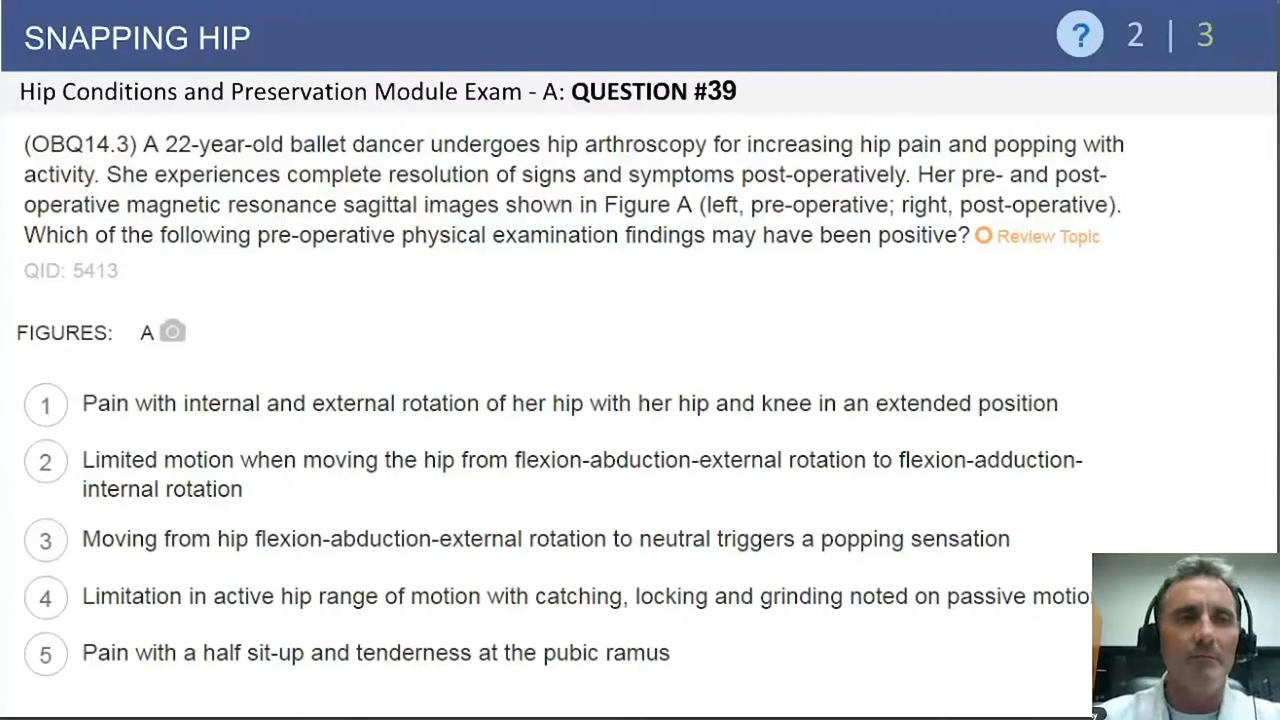 SNAPPING HIP
? 2 | 3
Hip Conditions and Preservation Module Exam - A: QUESTION #39
(OBQ14.3) A 22-year-old ballet dancer undergoes hip arthroscopy for increasing hip pain and popping with
activity. She experiences complete resolution of signs and symptoms post-operatively. Her pre- and post-
operative magnetic resonance sagittal images shown in Figure A (left, pre-operative; right, post-operative).
Which of the following pre-operative physical examination findings may have been positive? Review Topic
QID: 5413
FIGURES: A
1 Pain with internal and external rotation of her hip with her hip and knee in an extended position
2 Limited motion when moving the hip from flexion-abduction-external rotation to flexion-adduction-
internal rotation
3 Moving from hip flexion-abduction-external rotation to neutral triggers a popping sensation
4 Limitation in active hip range of motion with catching, locking and grinding noted on passive motio
5 Pain with a half sit-up and tenderness at the pubic ramus